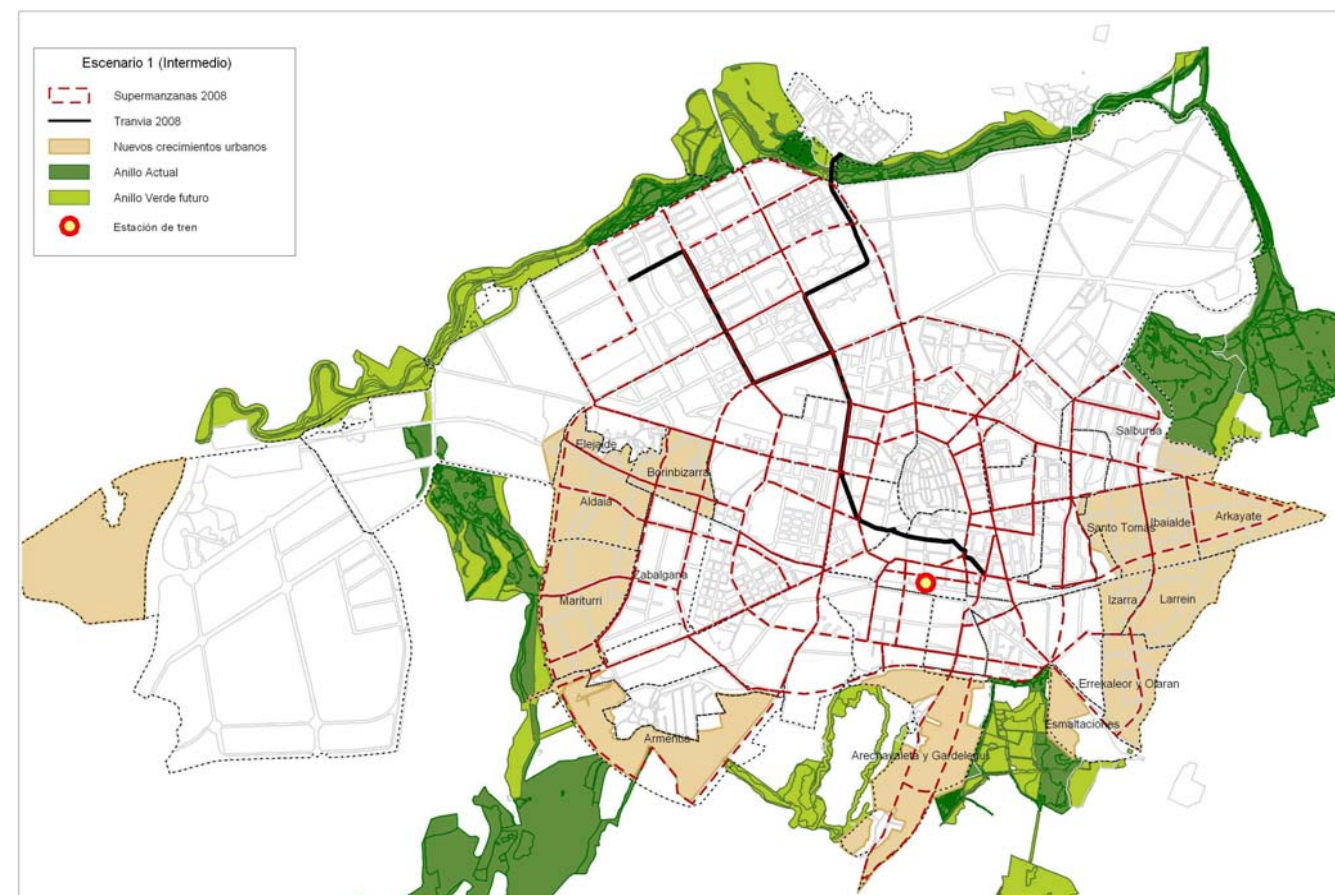 Escenario 1 (Intermedio)
Supermanzanas 2008
Tranvia 2008
Nuevos crecimientos urbanos
Anillo Actual
Anillo Verde futuro
Estación de tren
Elejalde
Borinbizarra
Salburua
Aldaia
Santo Tomas
Ibaialde
Arkayate
Zabalgana
Mariturri
Izarra
Larrein
Errekaleor y Olaran
Esmaltaciones
Armentia
Arechavaleta y Gardelegui